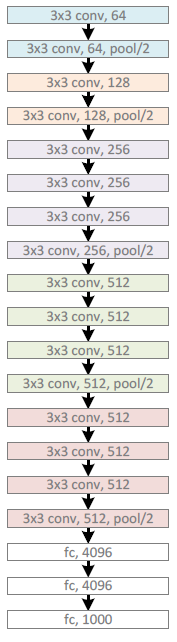 3x3 conv, 64
3x3 conv, 64, pool/2
3x3 conv, 128
3x3 conv, 128, pool/2
3x3 conv, 256
3x3 conv, 256
3x3 conv, 256
3x3 conv, 256, pool/2
3x3 conv, 512
3x3 conv, 512
3x3 conv, 512
3x3 conv, 512, pool/2
3x3 conv, 512
3x3 conv, 512
3x3 conv, 512
3x3 conv, 512, pool/2
fc, 4096
fc, 4096
fc, 1000